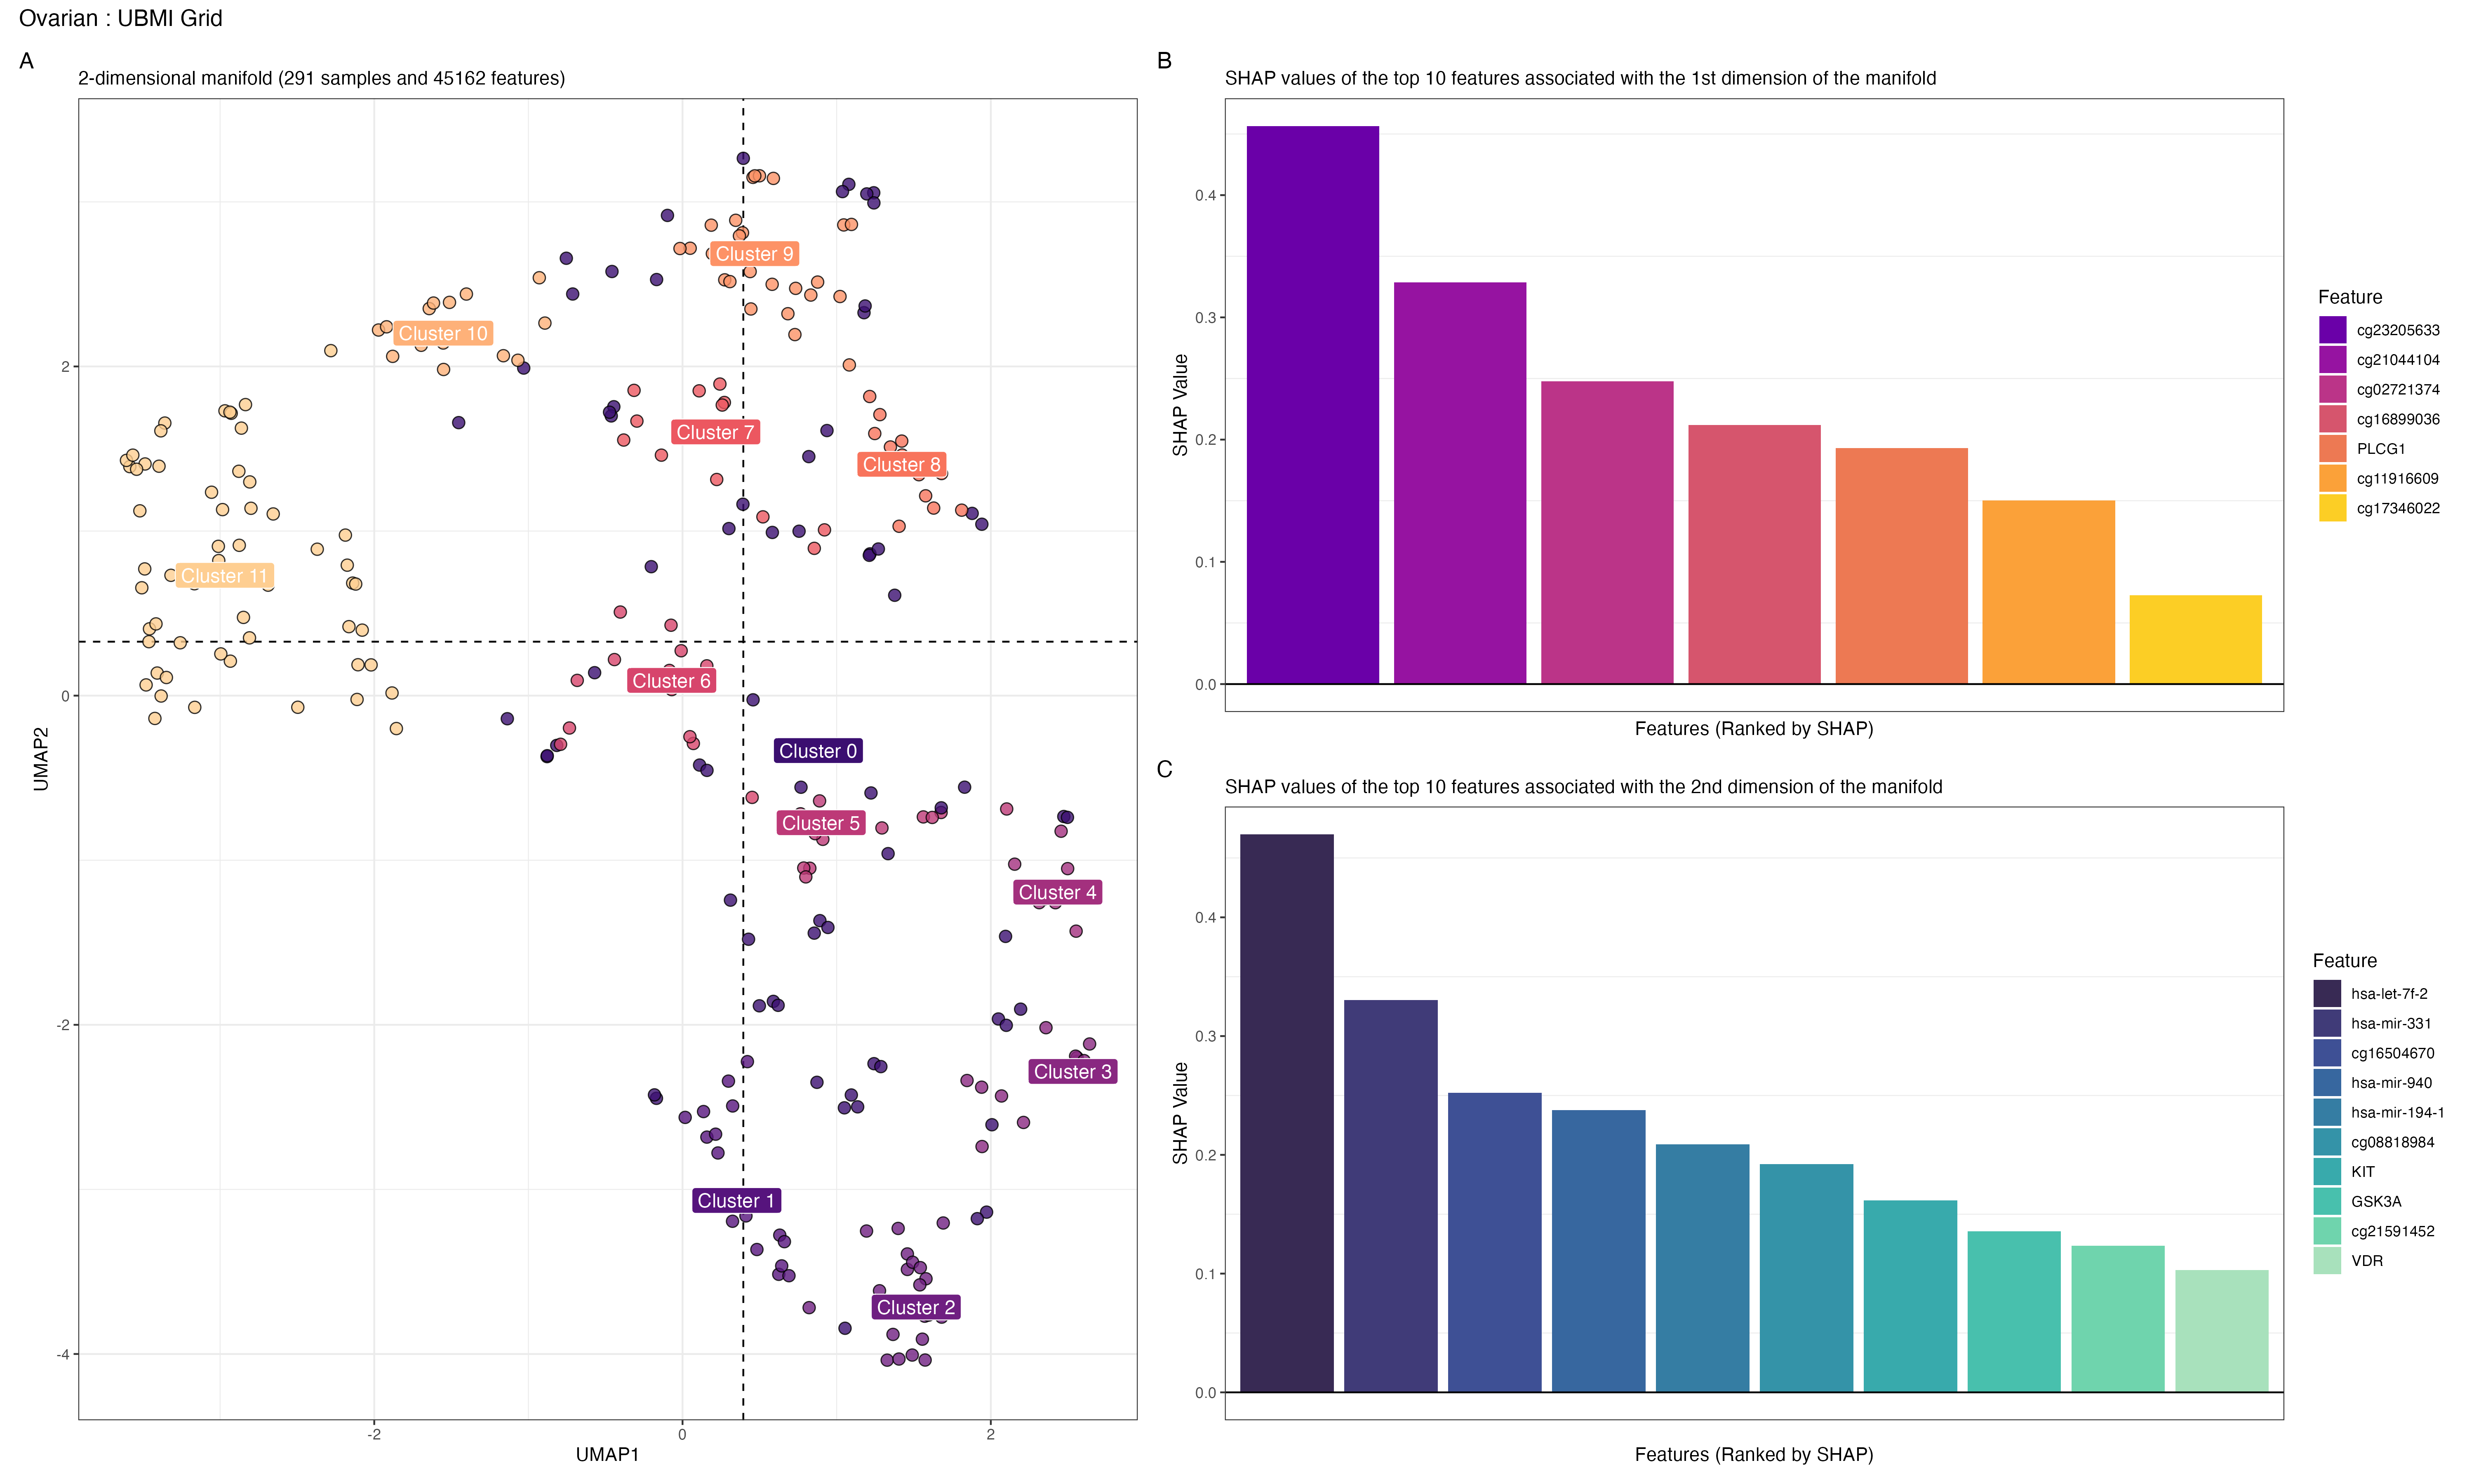 Ovarian : UBMI Grid
A
2-dimensional manifold (291 samples and 45162 features)
Cluster 9
Cluster 10
Cluster 7
Cluster 8
Cluster 11
Cluster 6
Cluster 0
Cluster 5
Cluster 4
Cluster 3
Cluster 1
Cluster 2
2
0
-2
-4
UMAP2
-2
0
2
UMAP1
B
SHAP values of the top 10 features associated with the 1st dimension of the manifold
SHAP Value
0.4
0.3
0.2
0.1
0.0
Features (Ranked by SHAP)
Feature
cg23205633
cg21044104
cg02721374
cg16899036
PLCG1
cg11916609
cg17346022
C
SHAP values of the top 10 features associated with the 2nd dimension of the manifold
SHAP Value
0.4
0.3
0.2
0.1
0.0
Features (Ranked by SHAP)
Feature
hsa-let-7f-2
hsa-mir-331
cg16504670
hsa-mir-940
hsa-mir-194-1
cg08818984
KIT
GSK3A
cg21591452
VDR